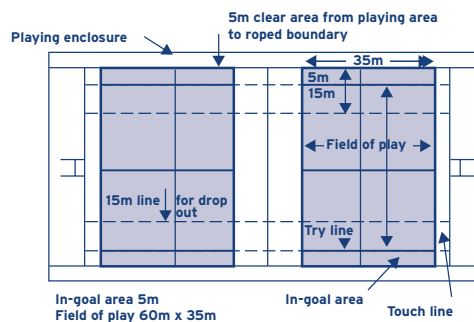 5m clear area from playing area
to roped boundary
Playing enclosure
35m
5m
15m
Field of play
15m line
for drop
out
Try line
In-goal area 5m
Field of play 60m x 35m
In-goal area
Touch line